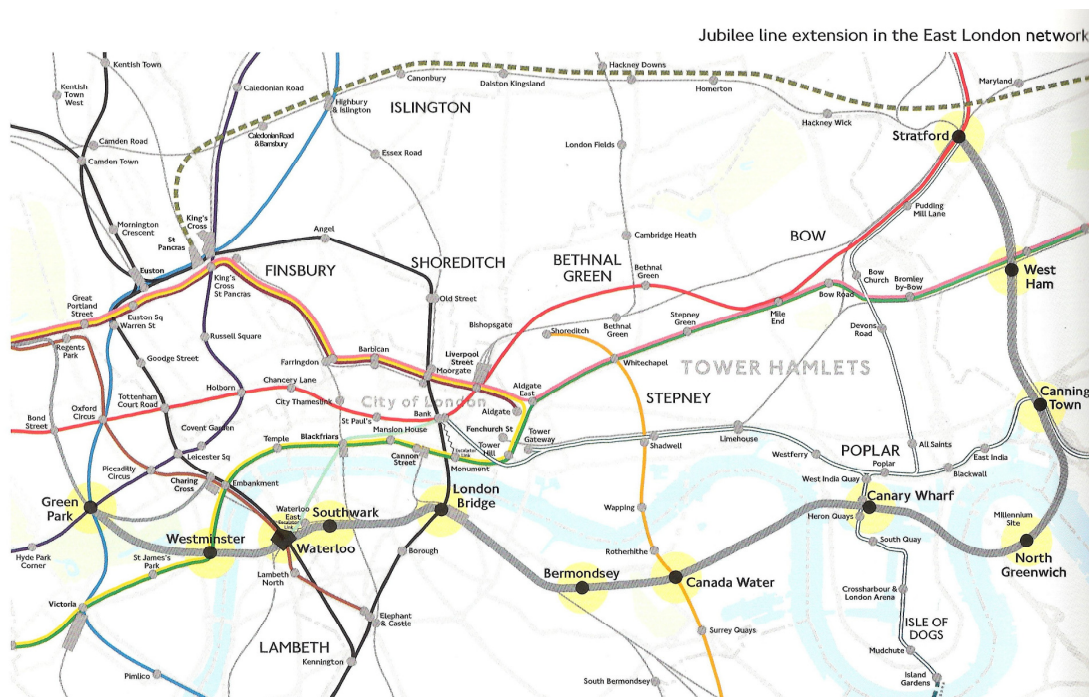 Jubilee line extension in the East London network
Kentish Town
Kentish
Town
West
Caledonian Road
Canonbury
Dalston Kingsland
Hackney Downs
Homerton
Maryland
Highbury
& Islington
ISLINGTON
Hackney Wick
Stratford
Camden Road
Camden Town
Caledonian Road
& Barnsbury
Essex Road
London Fields
Pudding
Mill Lane
Mornington
Crescent
King's
Cross
St
Pancras
Angel
Cambridge Heath
BOW
Euston
FINSBURY
SHOREDITCH
BETHNAL
GREEN
Bethnal
Green
Bow
Church
Bromley
by-Bow
West
Ham
King's
Cross
St Pancras
Great
Portland
Street
Euston Sq
Warren St
Old Street
Bow Road
Mile
End
Stepney
Green
Bethnal
Green
Bishopsgate
Shoreditch
Devons
Road
Regents
Park
Russell Square
Goodge Street
Farringdon
Barbican
Liverpool
Street
Moorgate
Whitechapel
TOWER HAMLETS
Holborn
Chancery Lane
City Thameslink
City of London
Aldgate
East
Aldgate
STEPNEY
Canning
Town
Bond
Street
Oxford
Circus
Tottenham
Court Road
St Paul's
Bank
Mansion House
Fenchurch St
Tower
Gateway
Covent Garden
Temple
Blackfriars
Cannon
Street
Escalator
Link
Monument
Tower
Hill
Shadwell
Limehouse
All Saints
East India
Leicester Sq
Piccadilly
Circus
Charing
Cross
Embankment
Westferry
POPLAR
Poplar
Blackwall
West India Quay
Green
Park
Waterloo
East
Escalator
Link
Southwark
London
Bridge
Wapping
Canary Wharf
Heron Quays
Millennium
Site
Westminster
Waterloo
Hyde Park
Corner
St James's
Park
Borough
Rotherhithe
South Quay
North
Greenwich
Lambeth
North
Bermondsey
Canada Water
Crossharbour &
London Arena
Victoria
Elephant
& Castle
Surrey Quays
ISLE OF
DOGS
LAMBETH
Kennington
Mudchute
Pimlico
South Bermondsey
Island
Gardens